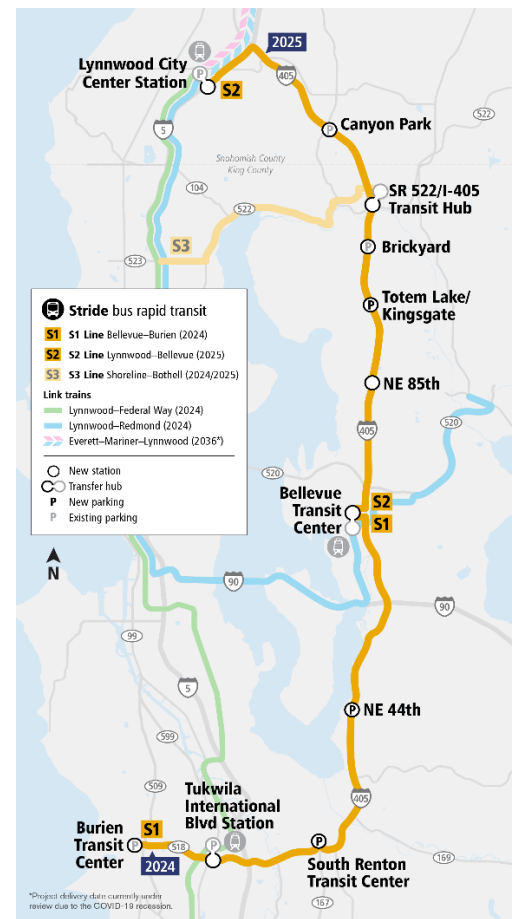 2025
Lynnwood City
Center Station
P
S2
405
P
Canyon Park
522
5
Snohomish County
King County
104
SR 522/I-405
Transit Hub
522
S3
523
P
Brickyard
Stride bus rapid transit
S1 S1 Line Bellevue–Burien (2024)
S2 S2 Line Lynnwood–Bellevue (2025)
S3 S3 Line Shoreline–Bothell (2024/2025)
Link trains
Lynnwood–Federal Way (2024)
Lynnwood–Redmond (2024)
Everett–Mariner–Lynnwood (2036*)
New station
Transfer hub
P New parking
P Existing parking
P
Totem Lake/
Kingsgate
NE 85th
405
520
520
Bellevue
Transit
Center
S2
S1
N
90
90
99
5
P
NE 44th
599
509
405
Tukwila
International
Blvd Station
P
Burien
Transit
Center
P
S1
518
2024
P
South Renton
Transit Center
169
167
*Project delivery date currently under
review due to the COVID-19 recession.